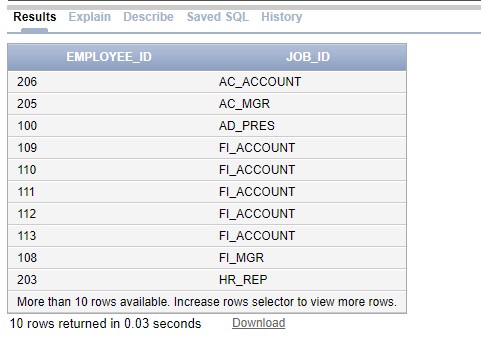 Results Explain Describe Saved SQL History
EMPLOYEE_ID JOB_ID
206 AC_ACCOUNT
205 AC_MGR
100 AD_PRES
109 FI_ACCOUNT
110 FI_ACCOUNT
111 FI_ACCOUNT
112 FI_ACCOUNT
113 FI_ACCOUNT
108 FI_MGR
203 HR_REP
More than 10 rows available. Increase rows selector to view more rows.
10 rows returned in 0.03 seconds Download